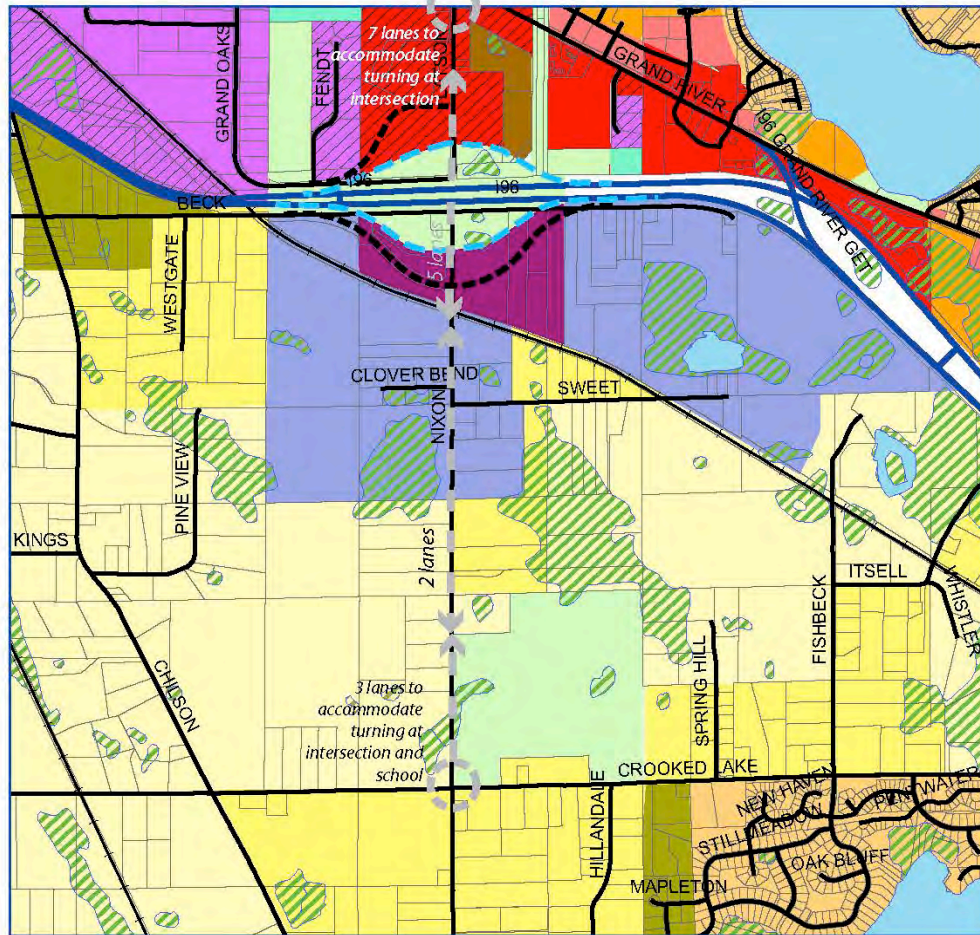 7 lanes to
accommodate
turning at
intersection
GRAND OAKS
FENDT
GRAND RIVER
I96 GRAND RIVER GET
I96
I96
BECK
5 lanes
WESTGATE
CLOVER BEND
NIXON
SWEET
PINE VIEW
KINGS
2 lanes
ITSELL
WHISTLER
FISHBECK
SPRING HILL
CHILSON
3 lanes to
accommodate
turning at
intersection and
school
CROOKED LAKE
HILLANDALE
NEW HAVEN
PENTWATER
STILLMEADOW
OAK BLUFF
MAPLETON